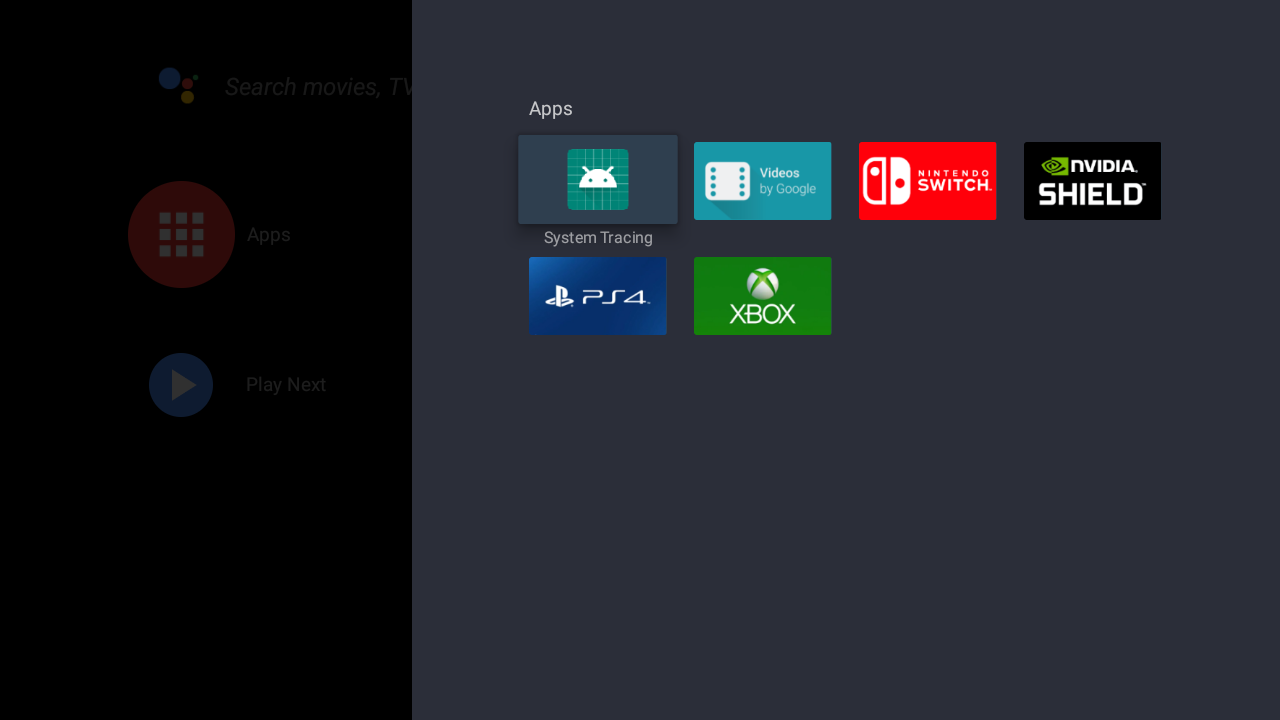 Search movies, TV
Apps
Play Next
Apps
System Tracing
Videos
by Google
NINTENDO
SWITCH
NVIDIA
SHIELD
PS4
XBOX